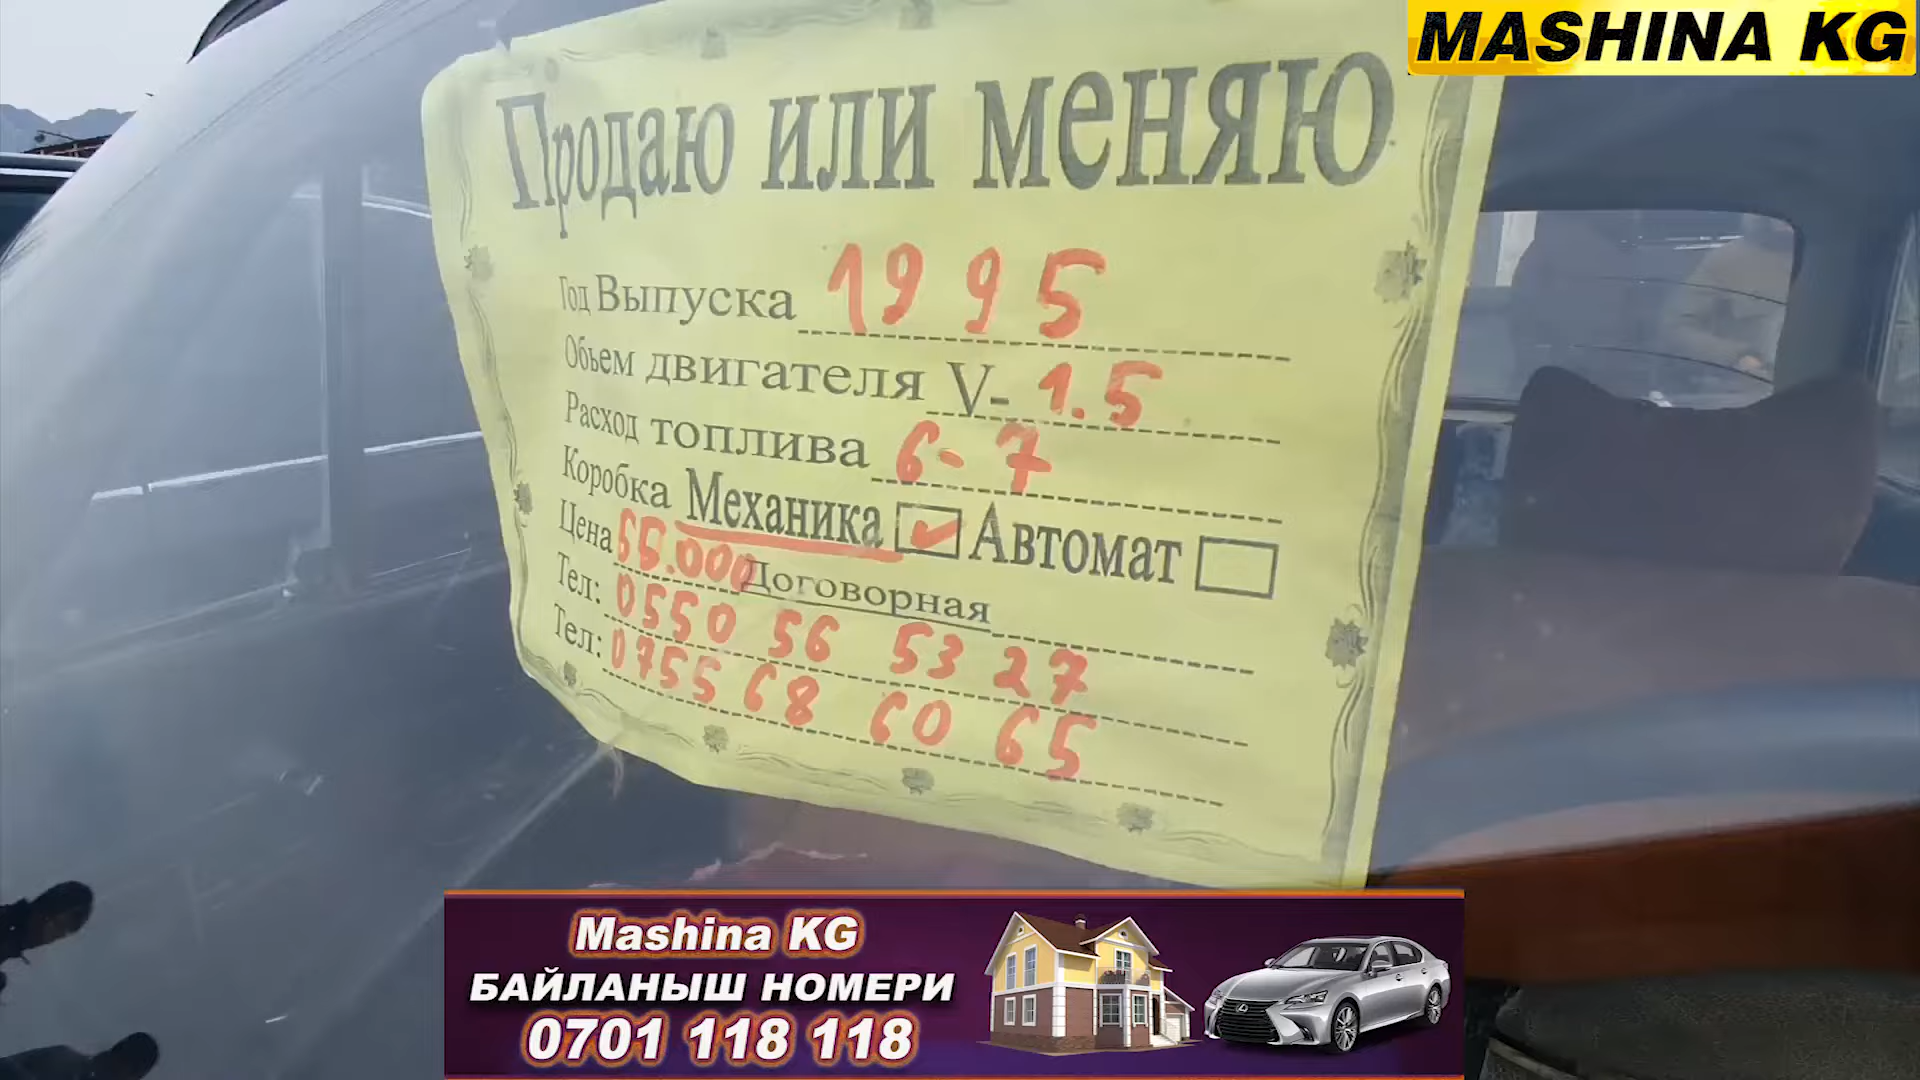 MASHINA KG
Продаю или меняю
Год Выпуска 1995
Обьем двигателя V- 1.5
Расход топлива 6-7
Коробка Механика ✓ Автомат
Цена 65.000 Договорная
Тел: 0550 56 53 27
Тел: 0755 68 60 65
Mashina KG
БАЙЛАНЫШ НОМЕРИ
0701 118 118